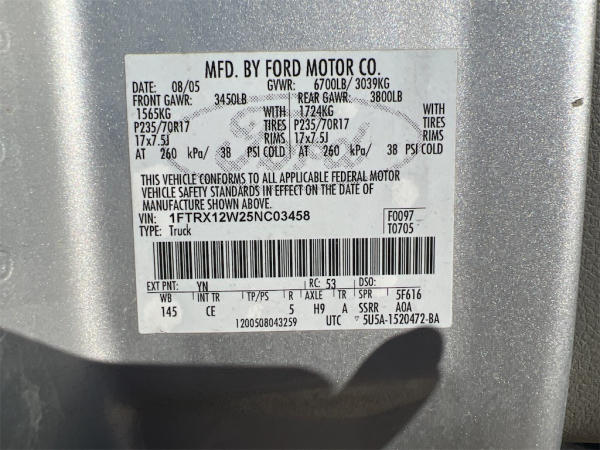 MFD. BY FORD MOTOR CO.
DATE: 08/05 GVWR: 6700LB/ 3039KG
FRONT GAWR: 3450LB REAR GAWR: 3800LB
1565KG WITH 1724KG WITH
P235/70R17 TIRES P235/70R17 TIRES
17x7.5J RIMS 17x7.5J RIMS
AT 260 kPa/ 38 PSI COLD AT 260 kPa/ 38 PSI COLD
THIS VEHICLE CONFORMS TO ALL APPLICABLE FEDERAL MOTOR
VEHICLE SAFETY STANDARDS IN EFFECT ON THE DATE OF
MANUFACTURE SHOWN ABOVE.
VIN: 1FTRX12W25NC03458 F0097
TYPE: Truck T0705
EXT PNT: YN RC: 53 DSO:
WB INT TR TP/PS R AXLE TR SPR 5F616
145 CE 5 H9 A SSRR AOA
1200508043259 UTC 5U5A-1520472-BA
Ford